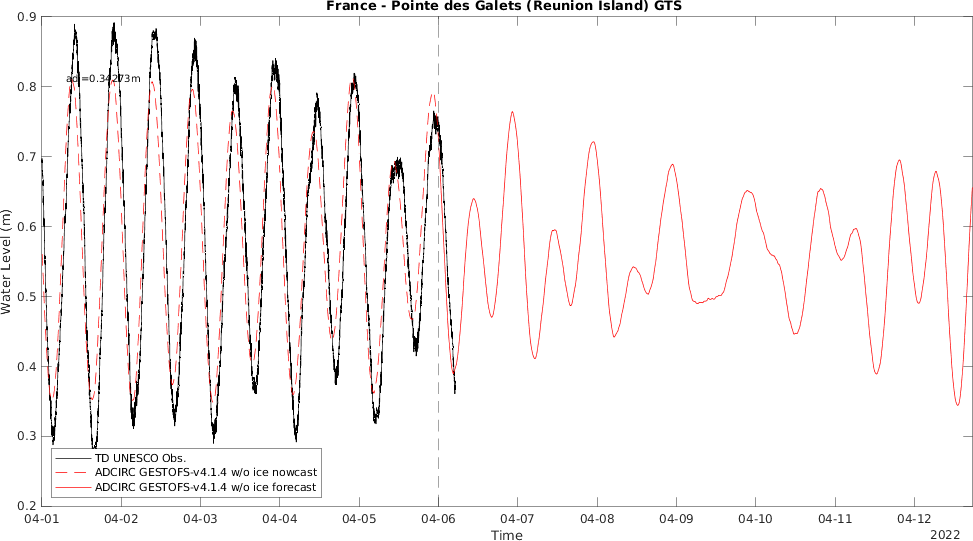 France - Pointe des Galets (Reunion Island) GTS
0.9
0.8
0.7
0.6
0.5
0.4
0.3
0.2
Water Level (m)
TD UNESCO Obs.
ADCIRC GESTOFS-v4.1.4 w/o ice nowcast
ADCIRC GESTOFS-v4.1.4 w/o ice forecast
04-01 04-02 04-03 04-04 04-05 04-06 04-07 04-08 04-09 04-10 04-11 04-12
Time
2022